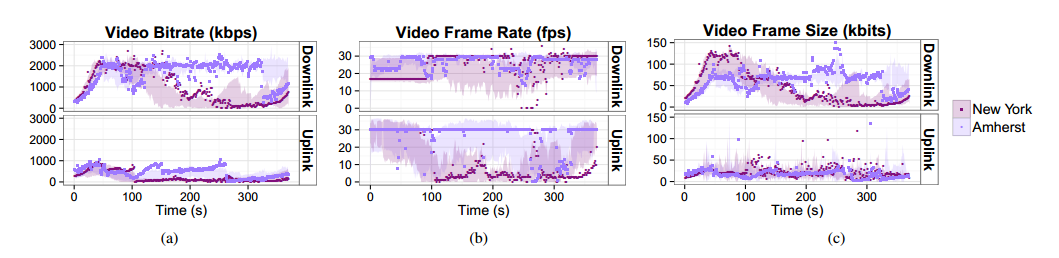 Video Bitrate (kbps)
3000
2000
1000
0
Downlink
3000
2000
1000
0
Uplink
0 100 200 300
Time (s)
(a)
Video Frame Rate (fps)
30
20
10
0
Downlink
30
20
10
0
Uplink
0 100 200 300
Time (s)
(b)
Video Frame Size (kbits)
150
100
50
0
Downlink
150
100
50
0
Uplink
0 100 200 300
Time (s)
(c)
New York
Amherst